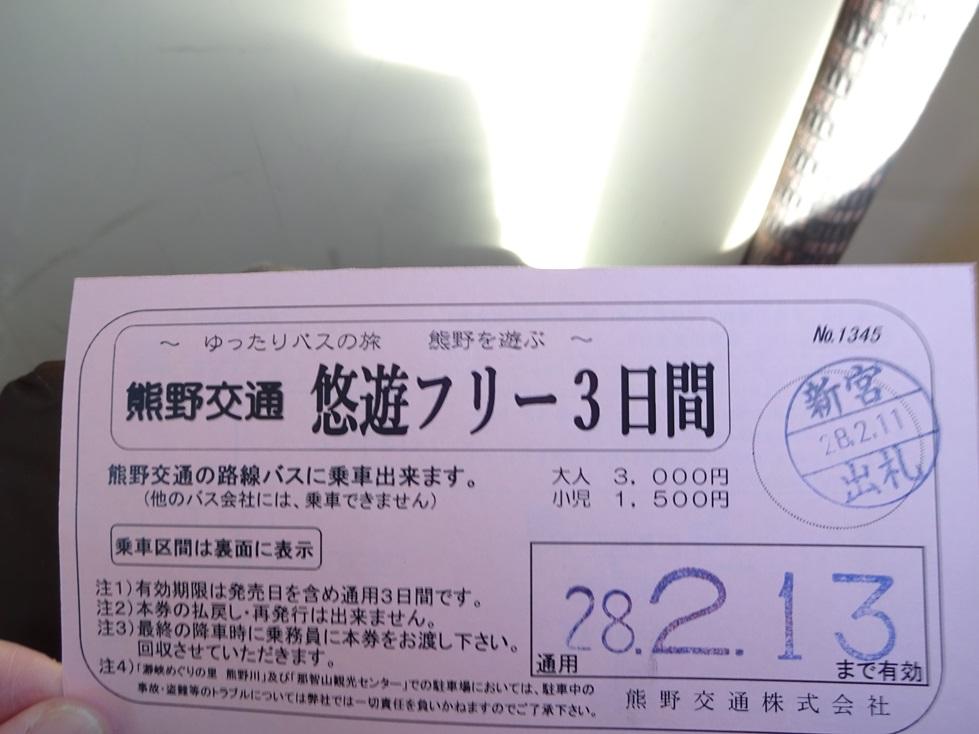 ～ ゆったりバスの旅　熊野を遊ぶ ～
No.1345
熊野交通 悠遊フリー３日間
新宮
28.2.11
出札
熊野交通の路線バスに乗車出来ます。
（他のバス会社には、乗車できません）
大人　３，０００円
小児　１，５００円
乗車区間は裏面に表示
注１）有効期限は発売日を含め通用３日間です。
注２）本券の払戻し・再発行は出来ません。
注３）最終の降車時に乗務員に本券をお渡し下さい。
回収させていただきます。
注４）「瀞峡めぐりの里　熊野川」及び「那智山観光センター」での駐車場においては、駐車中の
事故・盗難等のトラブルについては弊社では一切責任を負いかねますのでご了承下さい。
28.2.13
通用　まで有効
熊野交通株式会社